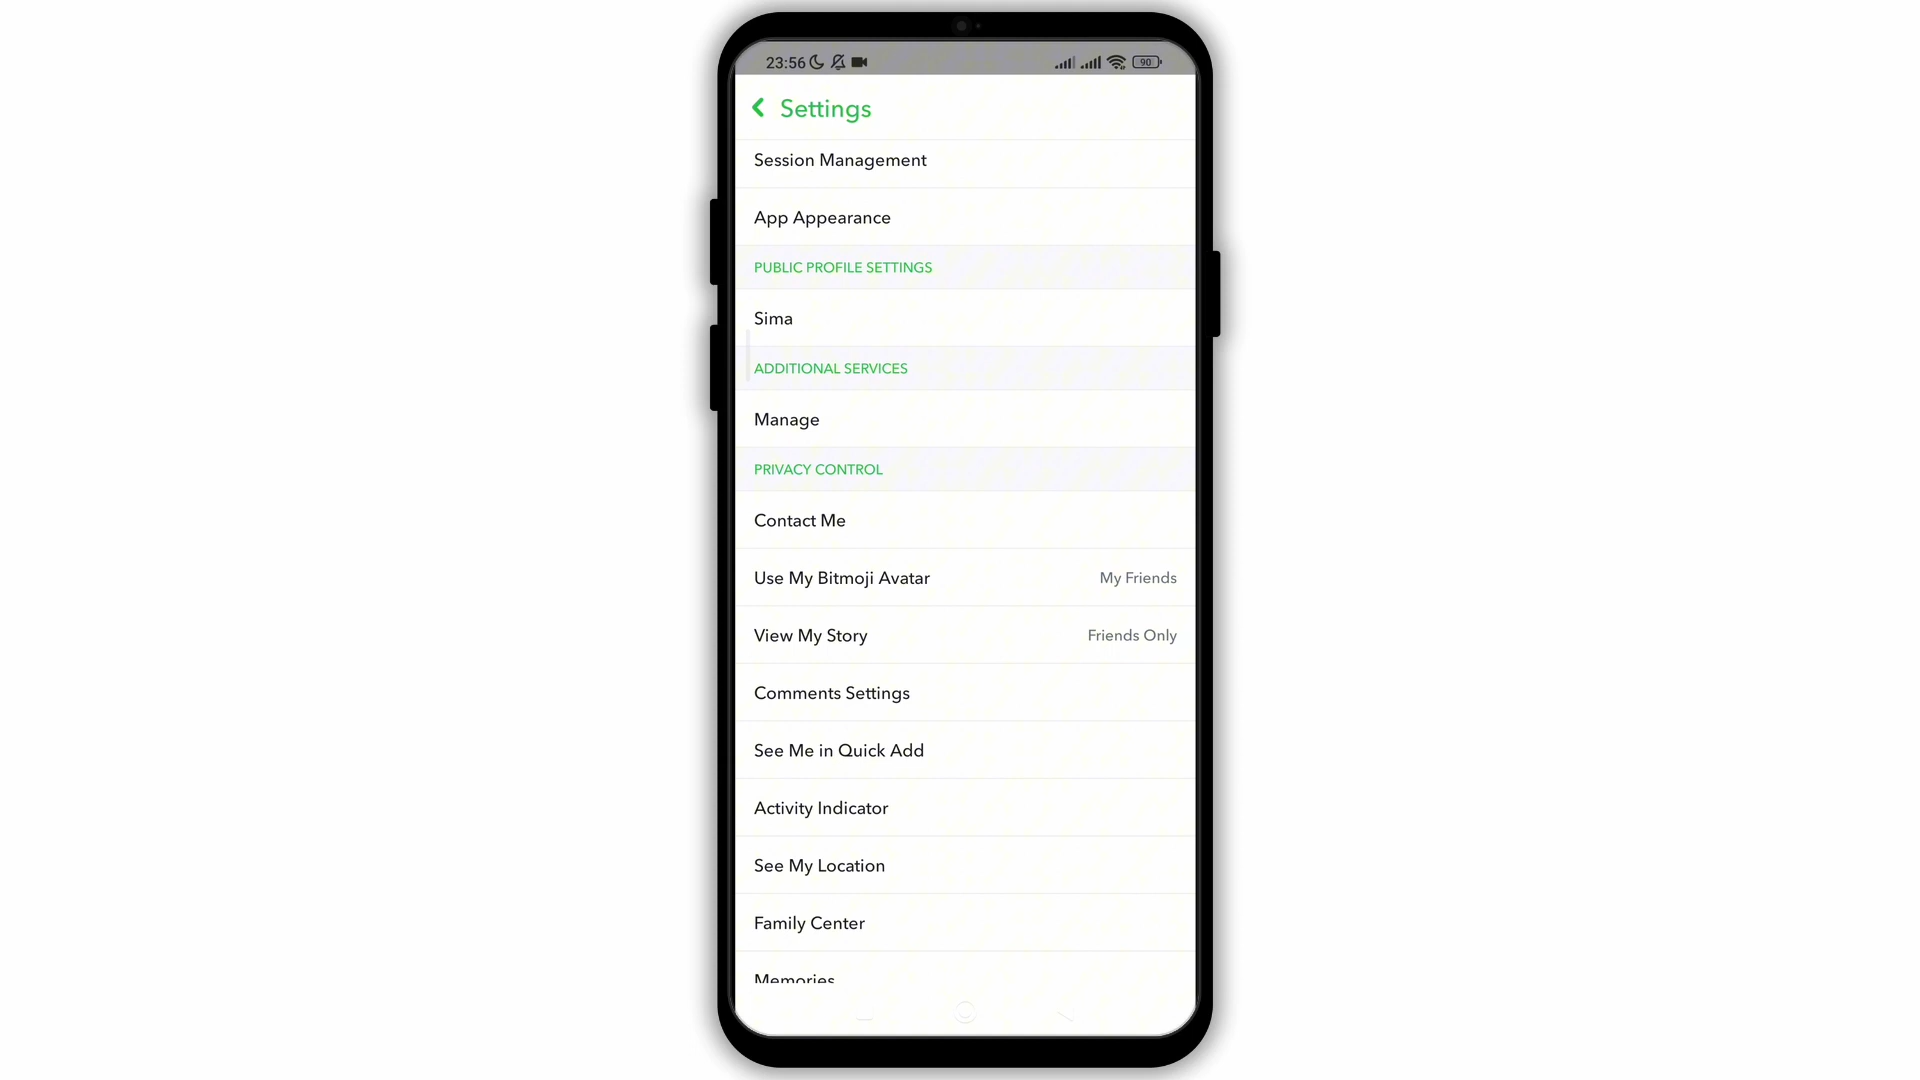 23:56 90
Settings
Session Management
App Appearance
PUBLIC PROFILE SETTINGS
Sima
ADDITIONAL SERVICES
Manage
PRIVACY CONTROL
Contact Me
Use My Bitmoji Avatar My Friends
View My Story Friends Only
Comments Settings
See Me in Quick Add
Activity Indicator
See My Location
Family Center
Memories